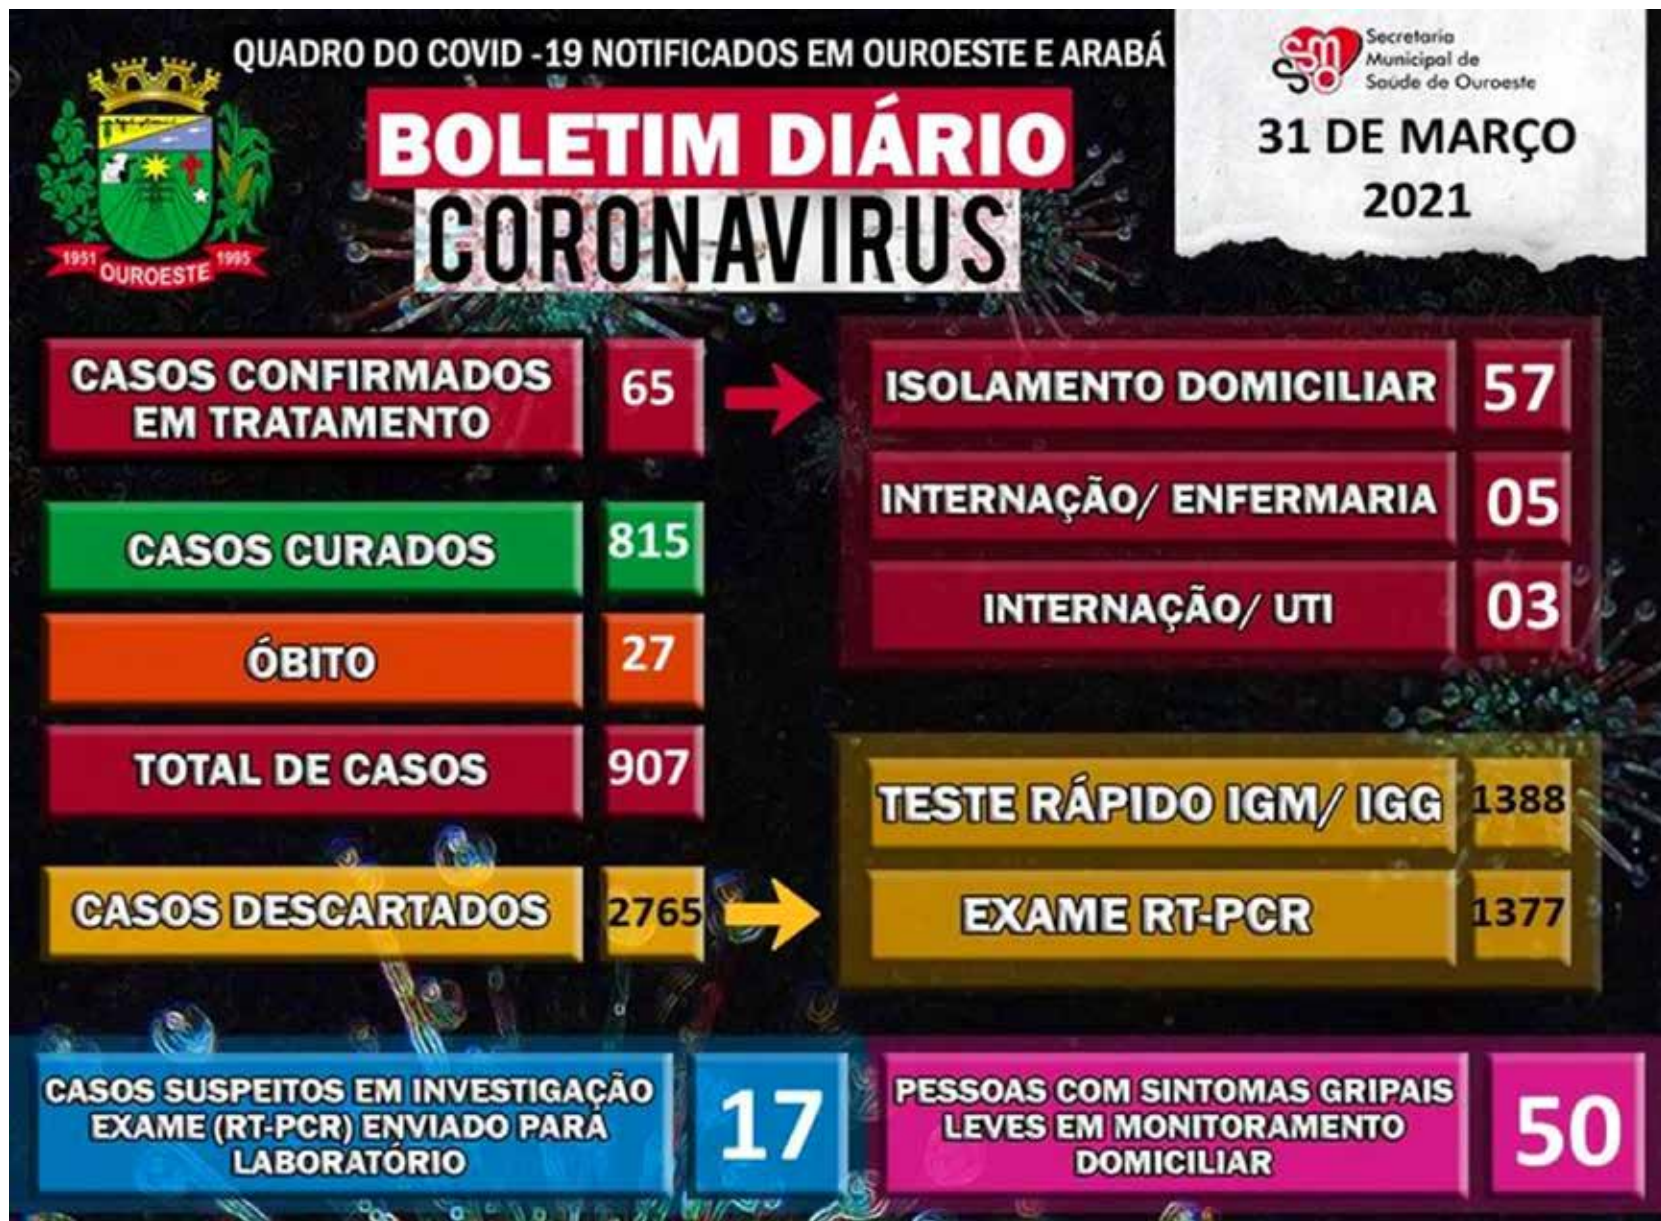 QUADRO DO COVID -19 NOTIFICADOS EM OUROESTE E ARABÁ
BOLETIM DIÁRIO
CORONAVIRUS
1951 OUROESTE 1995
Secretaria
Municipal de
Saúde de Ouroeste
31 DE MARÇO
2021
CASOS CONFIRMADOS
EM TRATAMENTO
65
ISOLAMENTO DOMICILIAR 57
INTERNAÇÃO/ ENFERMARIA 05
INTERNAÇÃO/ UTI 03
CASOS CURADOS 815
ÓBITO 27
TOTAL DE CASOS 907
CASOS DESCARTADOS 2765
TESTE RÁPIDO IGM/ IGG 1388
EXAME RT-PCR 1377
CASOS SUSPEITOS EM INVESTIGAÇÃO
EXAME (RT-PCR) ENVIADO PARA
LABORATÓRIO
17
PESSOAS COM SINTOMAS GRIPAIS
LEVES EM MONITORAMENTO
DOMICILIAR
50